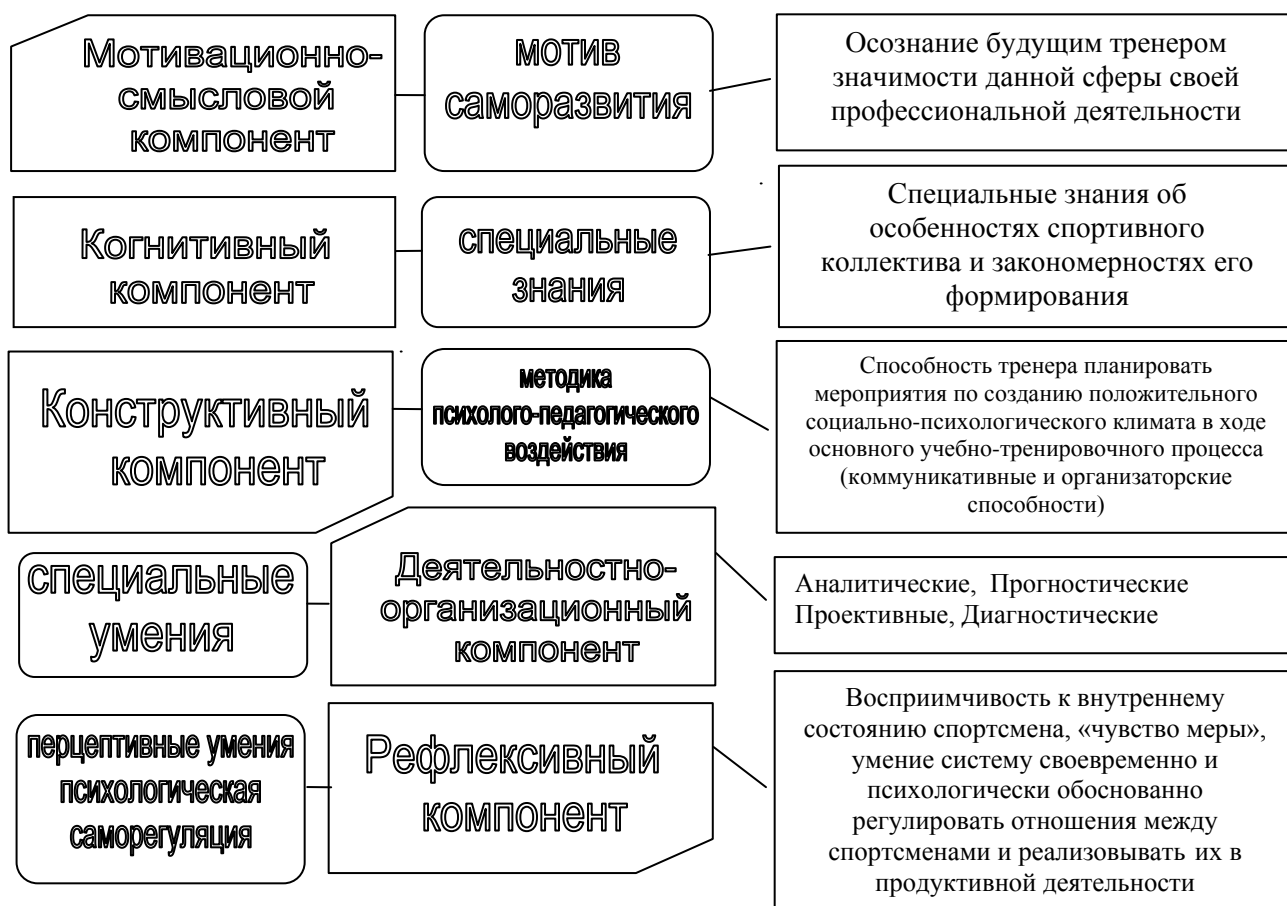 Мотивационно-
смысловой
компонент
мотив
саморазвития
Осознание будущим тренером
значимости данной сферы своей
профессиональной деятельности
Когнитивный
компонент
специальные
знания
Специальные знания об
особенностях спортивного
коллектива и закономерностях его
формирования
Конструктивный
компонент
методика
психолого-педагогического
воздействия
Способность тренера планировать
мероприятия по созданию положительного
социально-психологического климата в ходе
основного учебно-тренировочного процесса
(коммуникативные и организаторские
способности)
специальные
умения
Деятельностно-
организационный
компонент
Аналитические, Прогностические
Проективные, Диагностические
перцептивные умения
психологическая
саморегуляция
Рефлексивный
компонент
Восприимчивость к внутреннему
состоянию спортсмена, «чувство меры»,
умение систему своевременно и
психологически обоснованно
регулировать отношения между
спортсменами и реализовывать их в
продуктивной деятельности